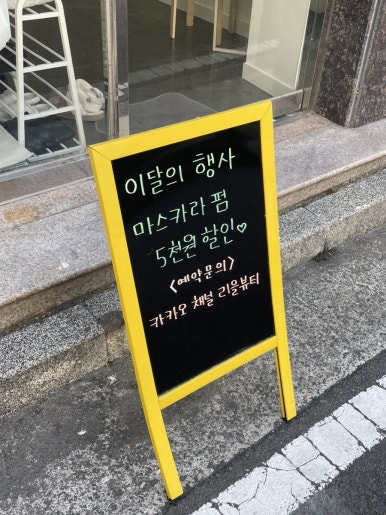 이달의 행사
마스카라 펌
5천원 할인♡
<예약문의>
카카오 채널 리을뷰티